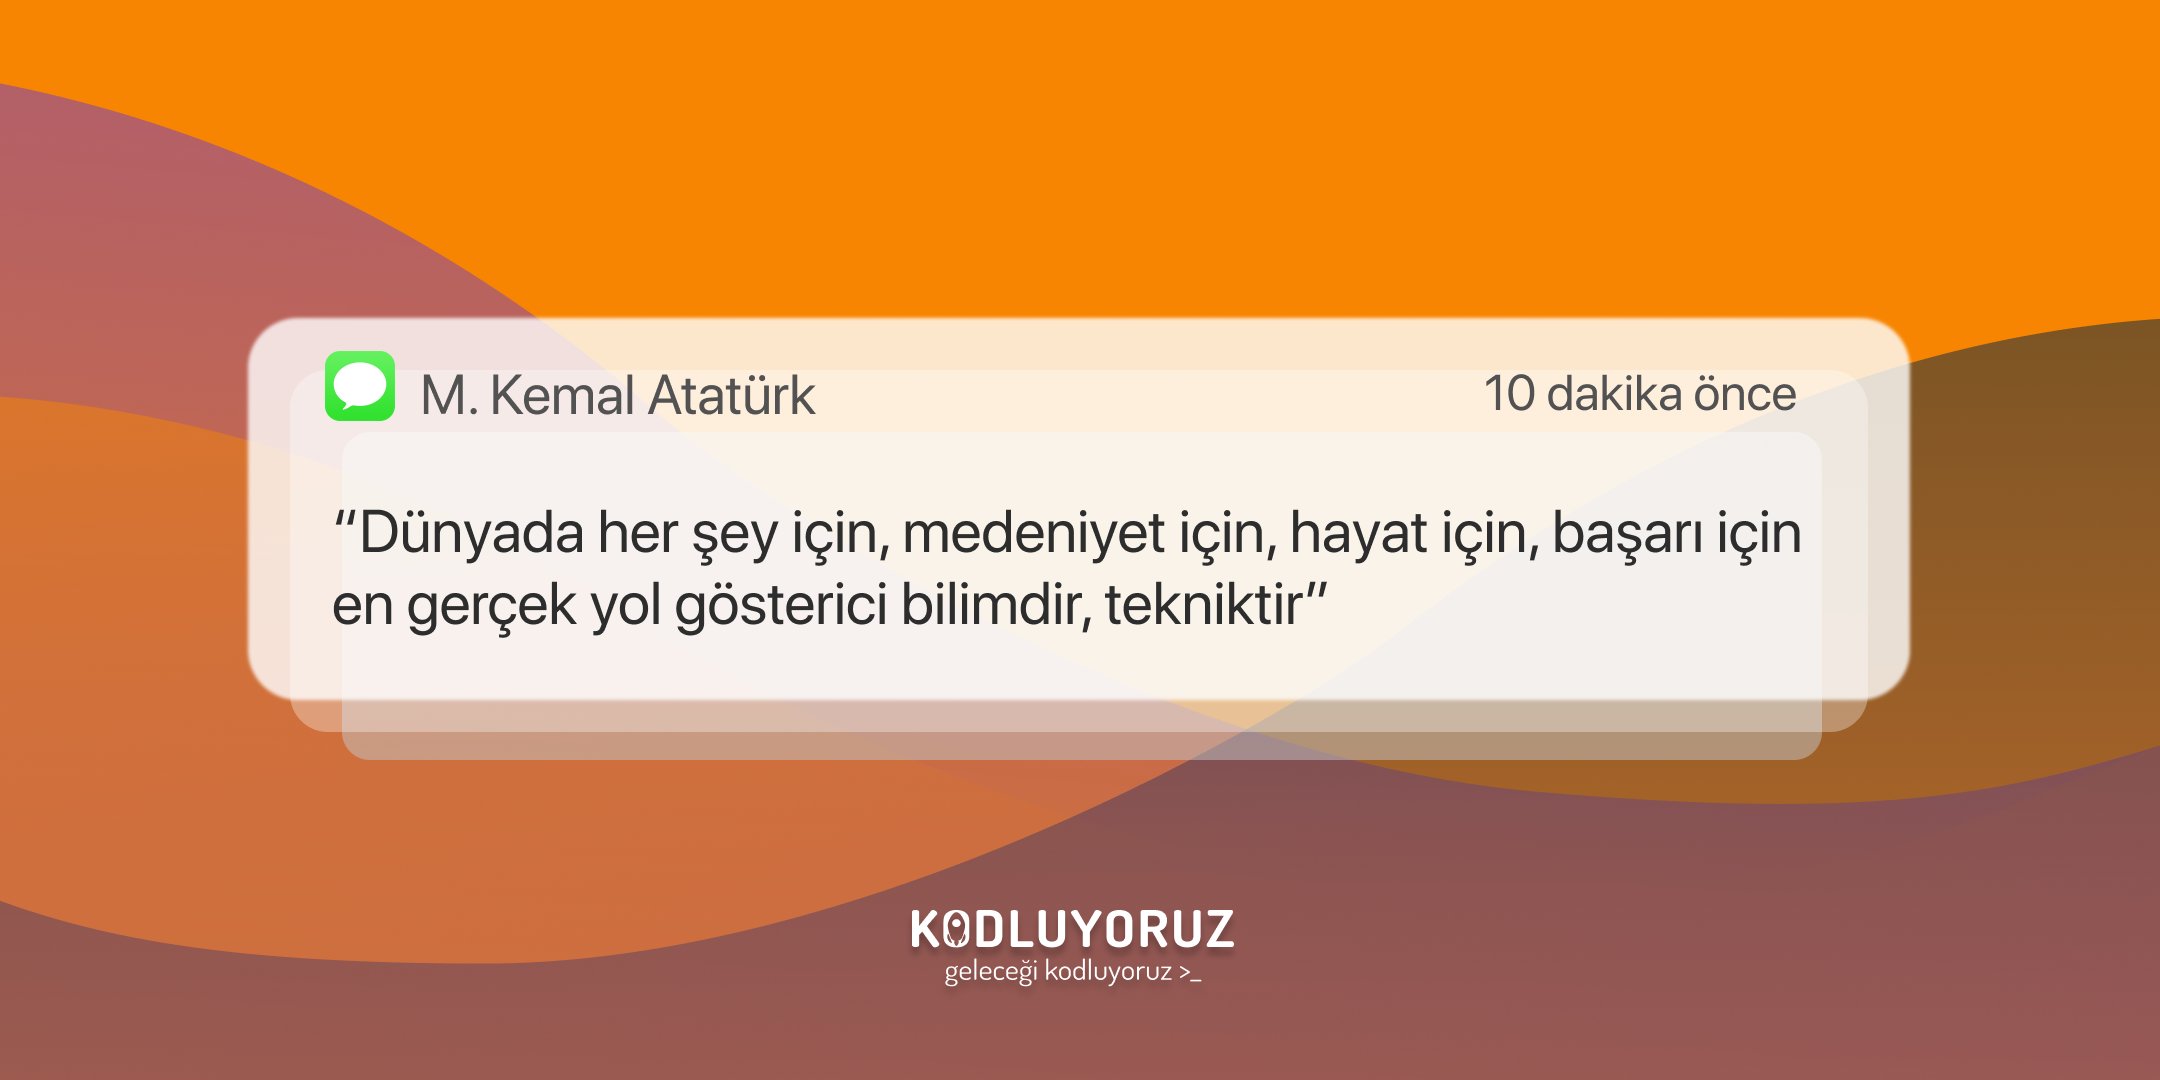 M. Kemal Atatürk
10 dakika önce
“Dünyada her şey için, medeniyet için, hayat için, başarı için
en gerçek yol gösterici bilimdir, tekniktir”
KODLUYORUZ
geleceği kodluyoruz >_